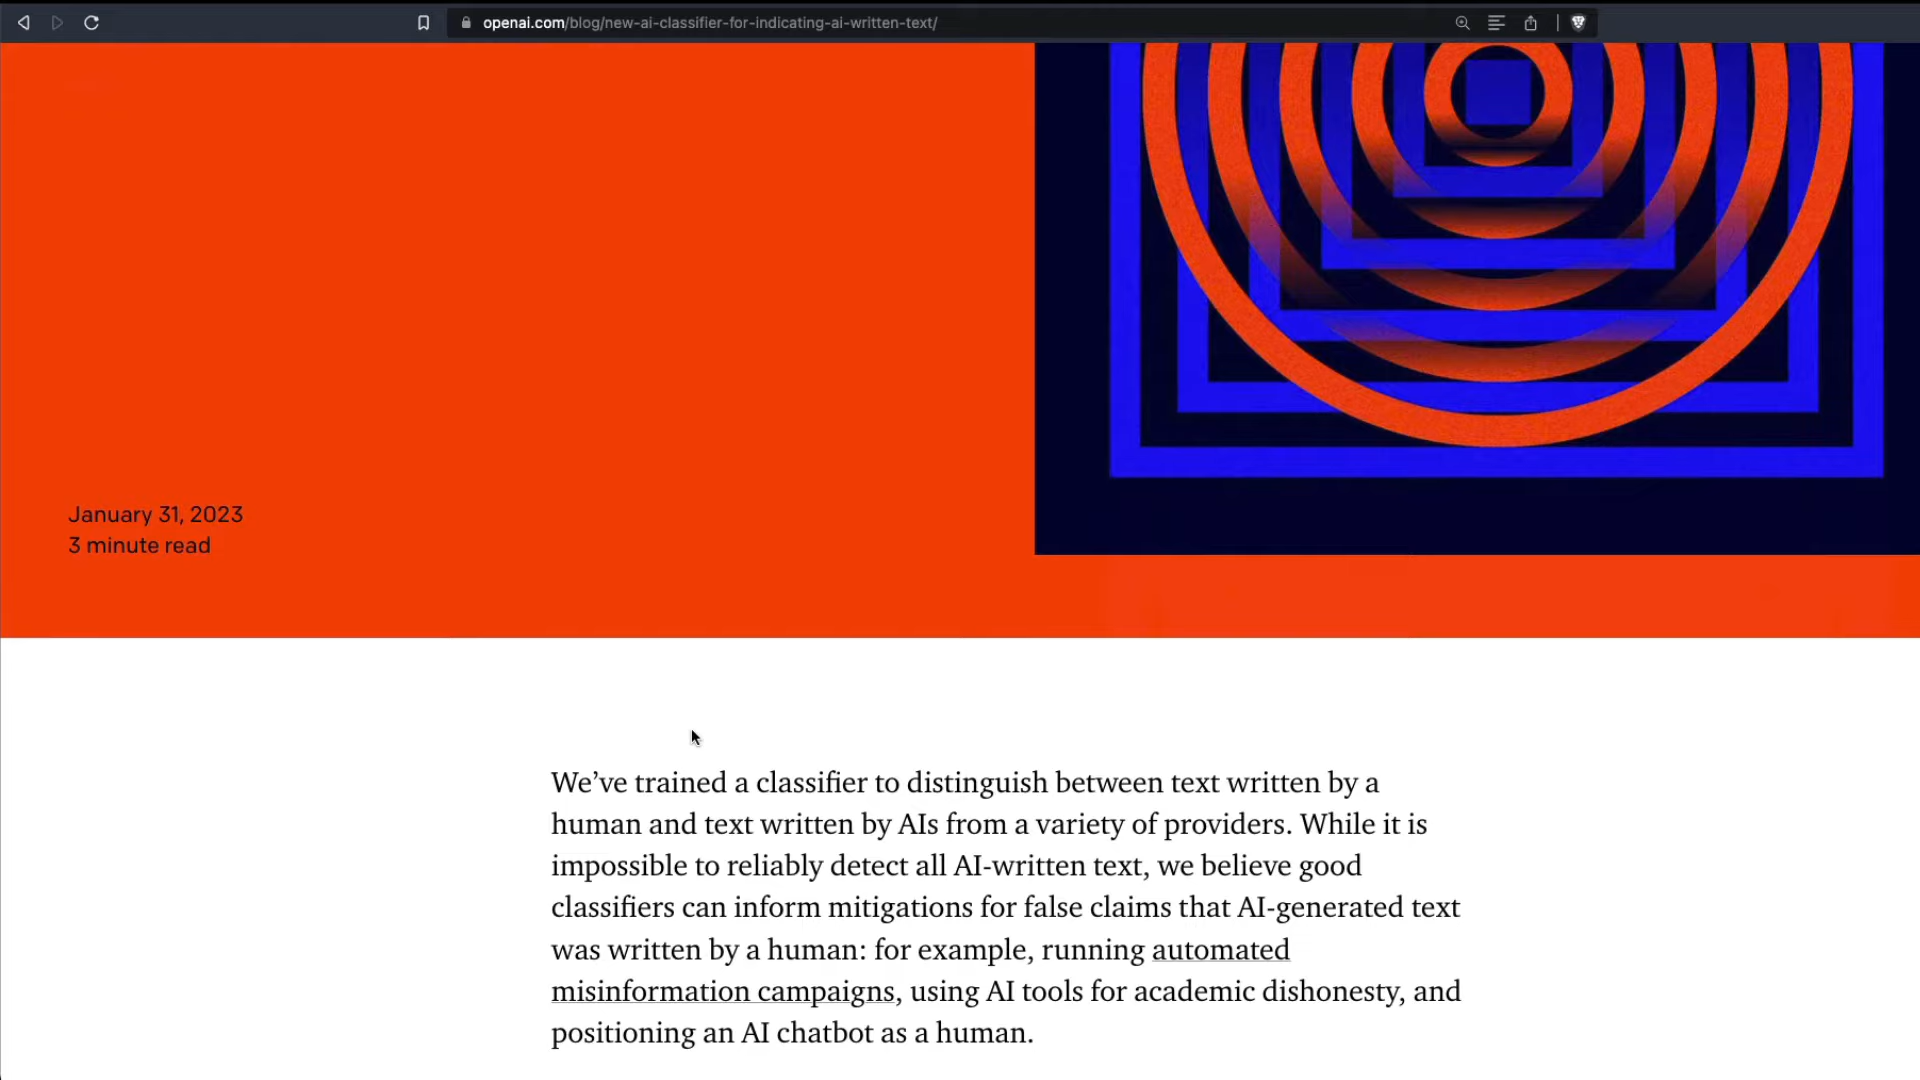 openai.com/blog/new-ai-classifier-for-indicating-ai-written-text/
January 31, 2023
3 minute read
We’ve trained a classifier to distinguish between text written by a
human and text written by AIs from a variety of providers. While it is
impossible to reliably detect all AI-written text, we believe good
classifiers can inform mitigations for false claims that AI-generated text
was written by a human: for example, running automated
misinformation campaigns, using AI tools for academic dishonesty, and
positioning an AI chatbot as a human.